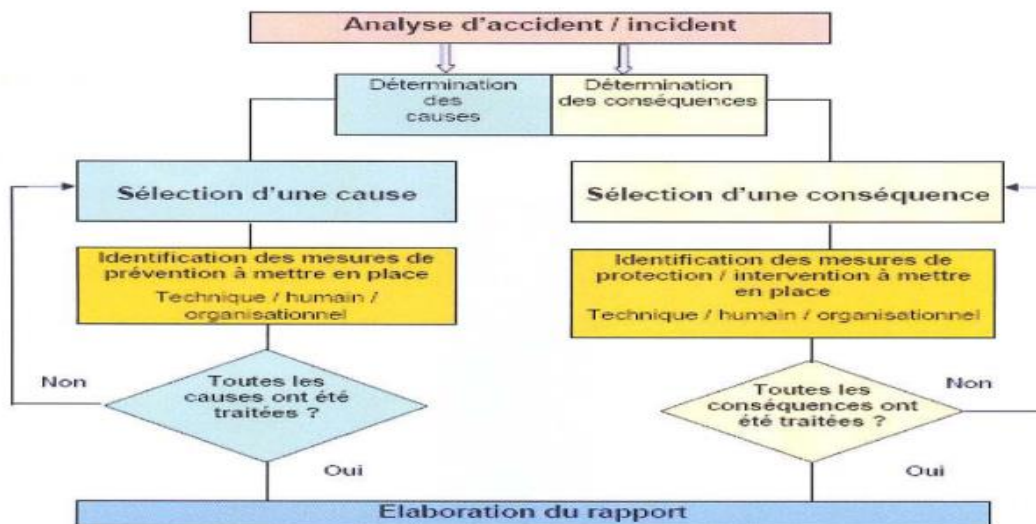 Analyse d'accident / incident
Détermination
des
causes
Détermination
des conséquences
Sélection d'une cause
Sélection d'une conséquence
Identification des mesures de
prévention à mettre en place
Technique / humain /
organisationnel
Identification des mesures de
protection / intervention à mettre
en place
Technique / humain / organisationnel
Non
Toutes les
causes ont été
traitées ?
Oui
Toutes les
conséquences ont
été traitées ?
Non
Oui
Elaboration du rapport